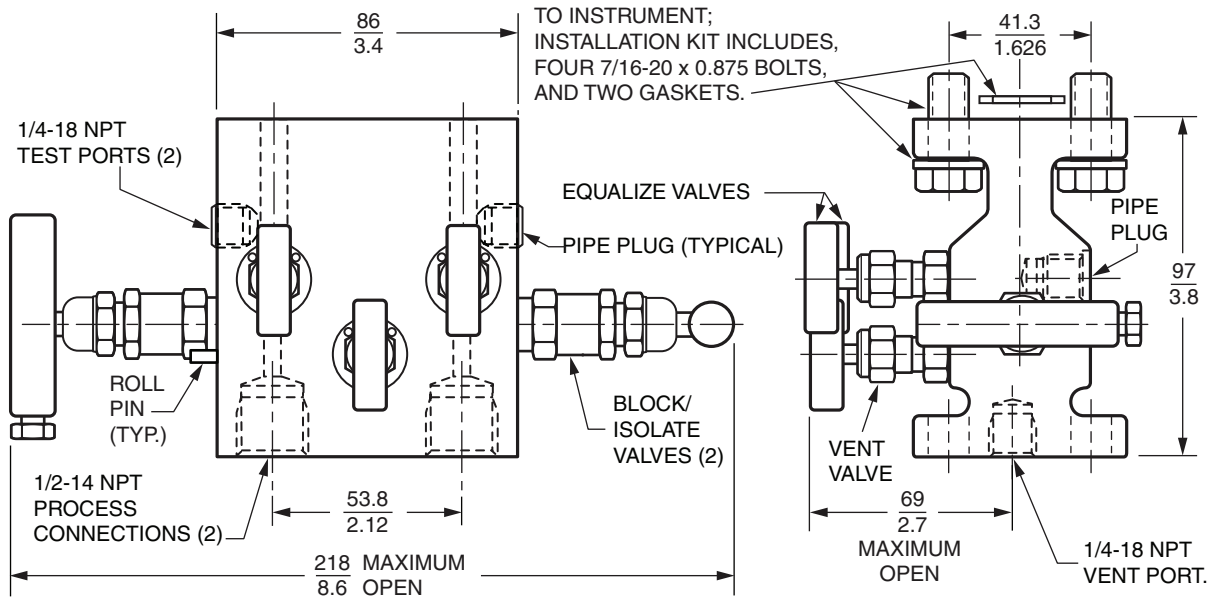 86
3.4
TO INSTRUMENT;
INSTALLATION KIT INCLUDES,
FOUR 7/16-20 x 0.875 BOLTS,
AND TWO GASKETS.
41.3
1.626
1/4-18 NPT
TEST PORTS (2)
EQUALIZE VALVES
PIPE PLUG (TYPICAL)
PIPE
PLUG
97
3.8
ROLL
PIN
(TYP.)
BLOCK/
ISOLATE
VALVES (2)
VENT
VALVE
1/2-14 NPT
PROCESS
CONNECTIONS (2)
53.8
2.12
69
2.7
MAXIMUM
OPEN
1/4-18 NPT
VENT PORT.
218 MAXIMUM
8.6 OPEN